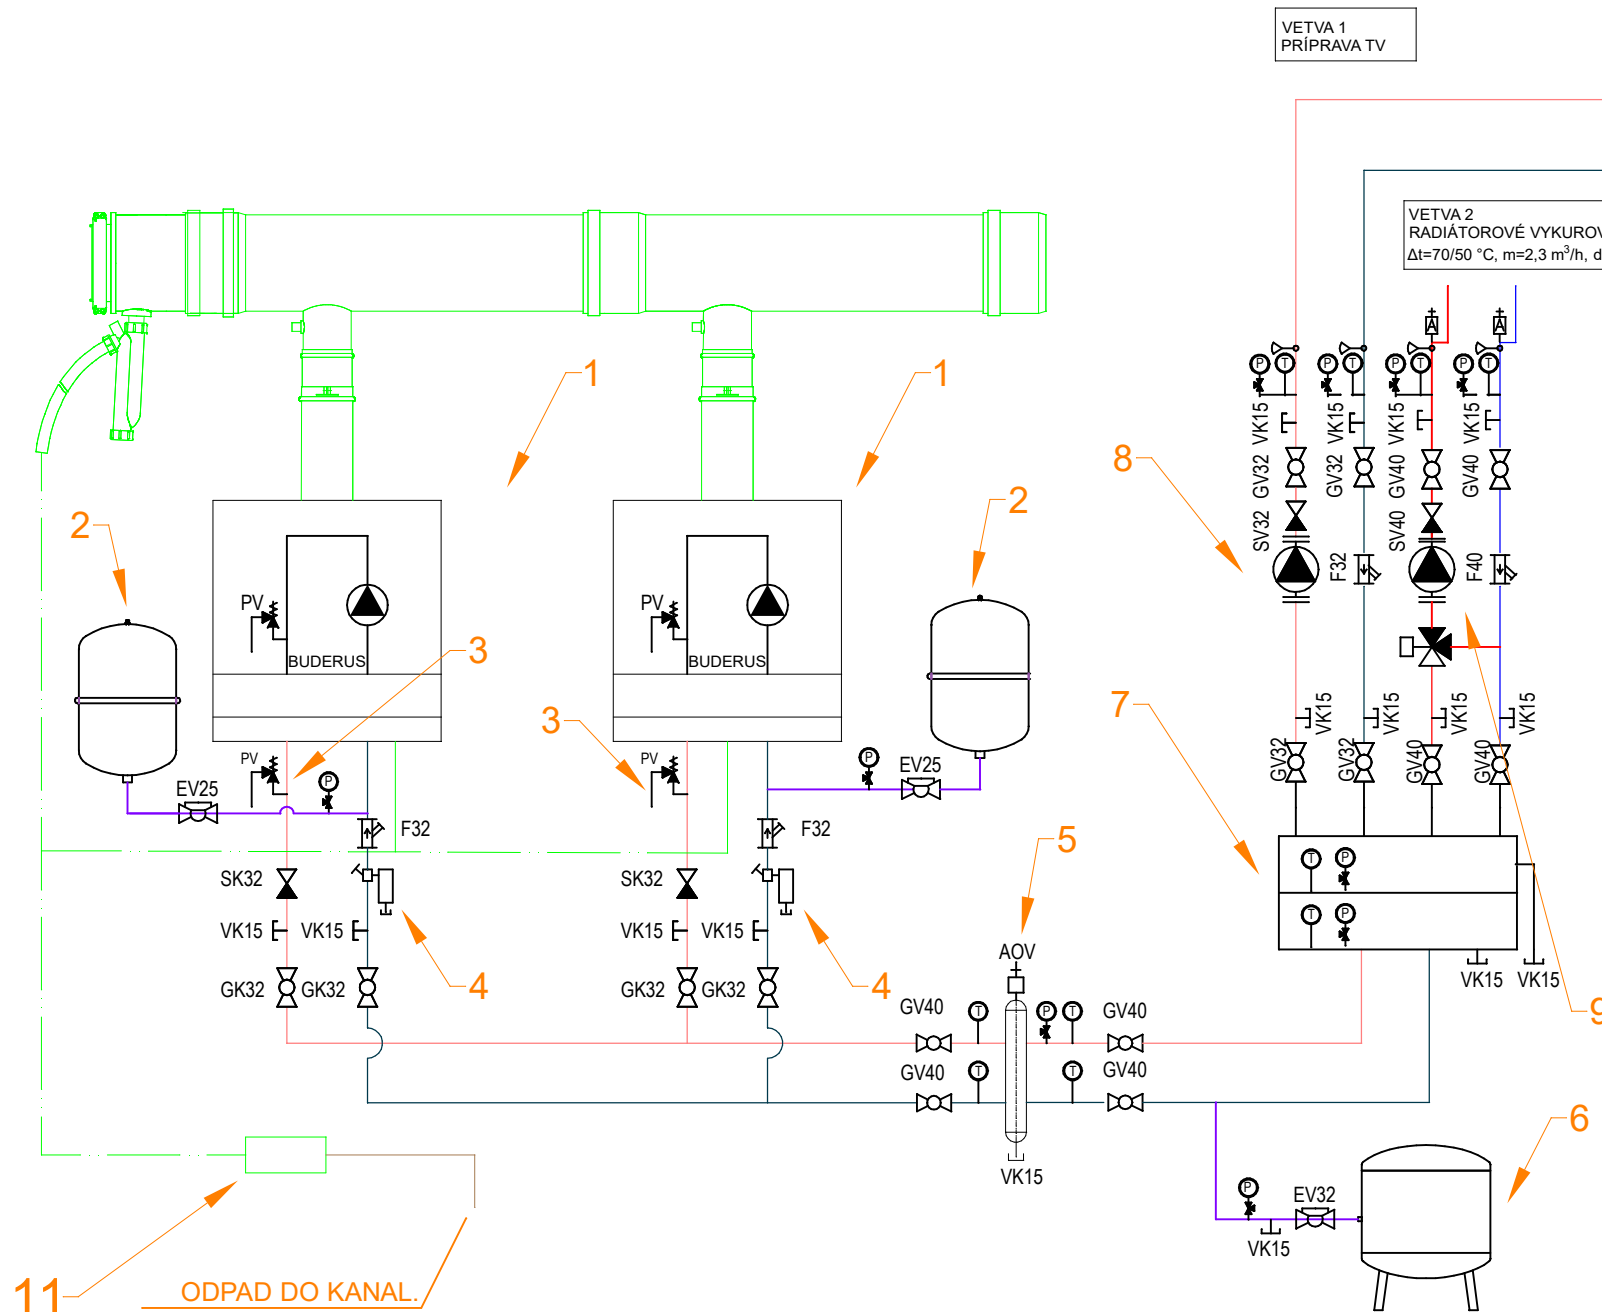 VETVA 1
PRÍPRAVA TV
VETVA 2
RADIÁTOROVÉ VYKUROV
Δt=70/50 °C, m=2,3 m³/h, d
A
A
P
T
P
T
P
T
P
T
VK15
VK15
VK15
VK15
1
1
8
GV32
GV32
GV40
GV40
2
2
SV32
F32
SV40
F40
PV
PV
BUDERUS
BUDERUS
3
3
7
VK15
VK15
VK15
VK15
GV32
GV32
GV40
GV40
PV
PV
P
P
EV25
EV25
F32
F32
5
T
P
T
P
SK32
SK32
VK15
VK15
VK15
VK15
AOV
4
4
GK32
GK32
GK32
GK32
VK15
VK15
9
GV40
T
P
T
GV40
GV40
T
T
GV40
VK15
6
P
EV32
VK15
11
ODPAD DO KANAL.